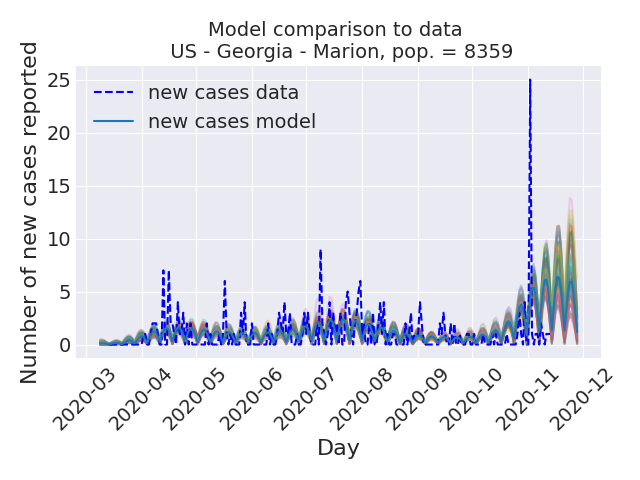 Model comparison to data
US - Georgia - Marion, pop. = 8359
Number of new cases reported
25
20
15
10
5
0
new cases data
new cases model
2020-03
2020-04
2020-05
2020-06
2020-07
2020-08
2020-09
2020-10
2020-11
2020-12
Day